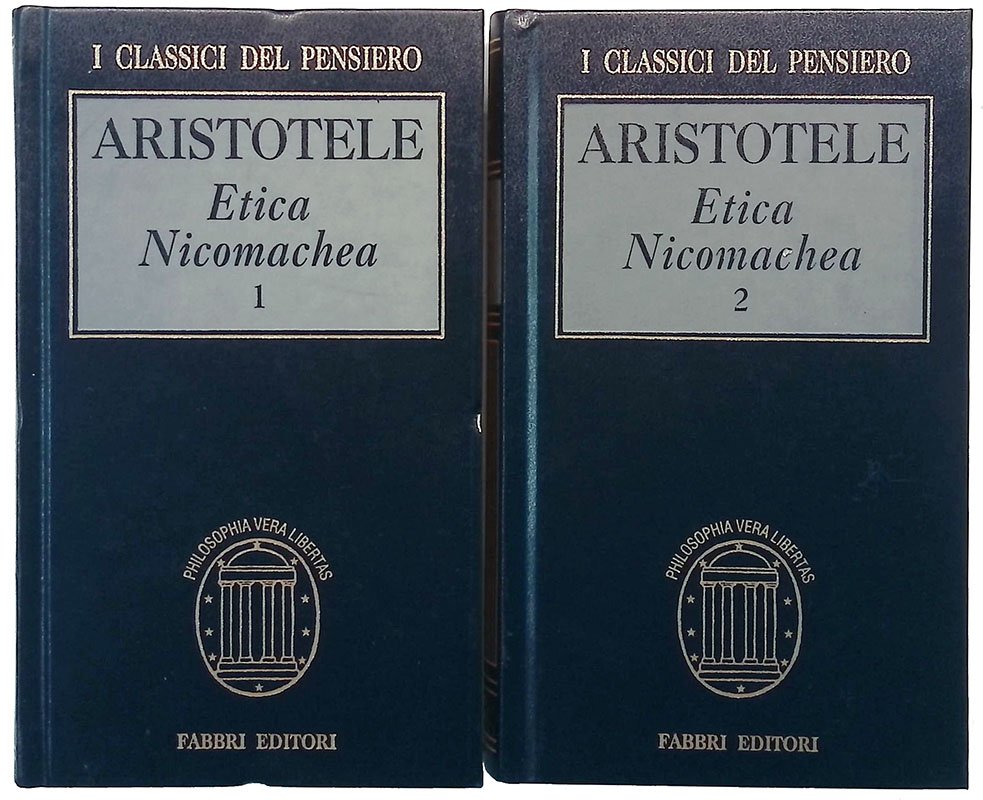 I CLASSICI DEL PENSIERO
ARISTOTELE
Etica
Nicomachea
1
PHILOSOPHIA VERA LIBERTAS
FABBRI EDITORI
I CLASSICI DEL PENSIERO
ARISTOTELE
Etica
Nicomachea
2
PHILOSOPHIA VERA LIBERTAS
FABBRI EDITORI